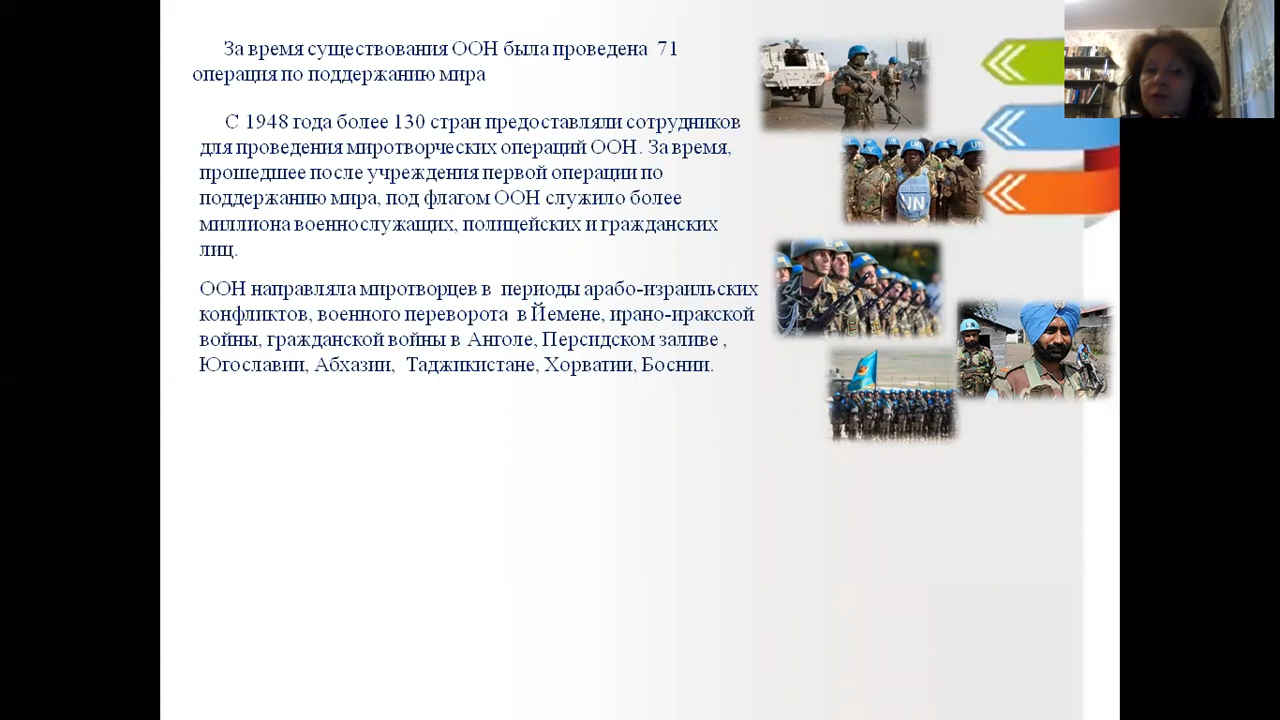 За время существования ООН была проведена 71
операция по поддержанию мира
С 1948 года более 130 стран предоставляли сотрудников
для проведения миротворческих операций ООН. За время,
прошедшее после учреждения первой операции по
поддержанию мира, под флагом ООН служило более
миллиона военнослужащих, полицейских и гражданских
лиц.
ООН направляла миротворцев в периоды арабо-израильских
конфликтов, военного переворота в Йемене, ирано-иракской
войны, гражданской войны в Анголе, Персидском заливе ,
Югославии, Абхазии, Таджикистане, Хорватии, Боснии.
UN
UN